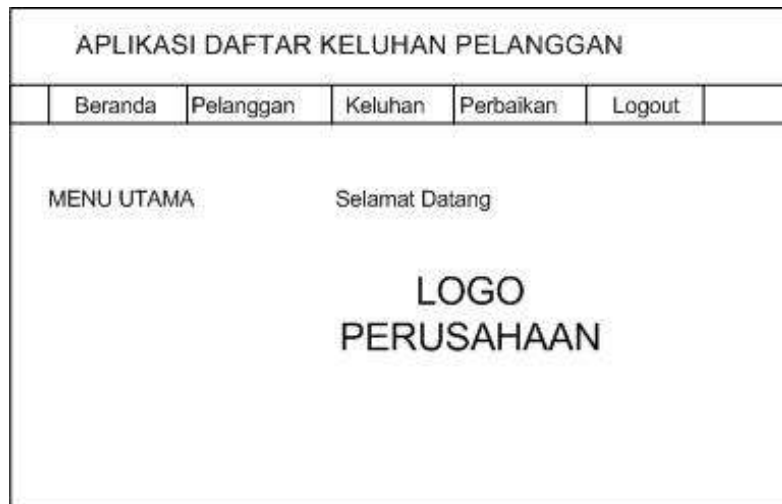 APLIKASI DAFTAR KELUHAN PELANGGAN
Beranda Pelanggan Keluhan Perbaikan Logout
MENU UTAMA Selamat Datang
LOGO
PERUSAHAAN